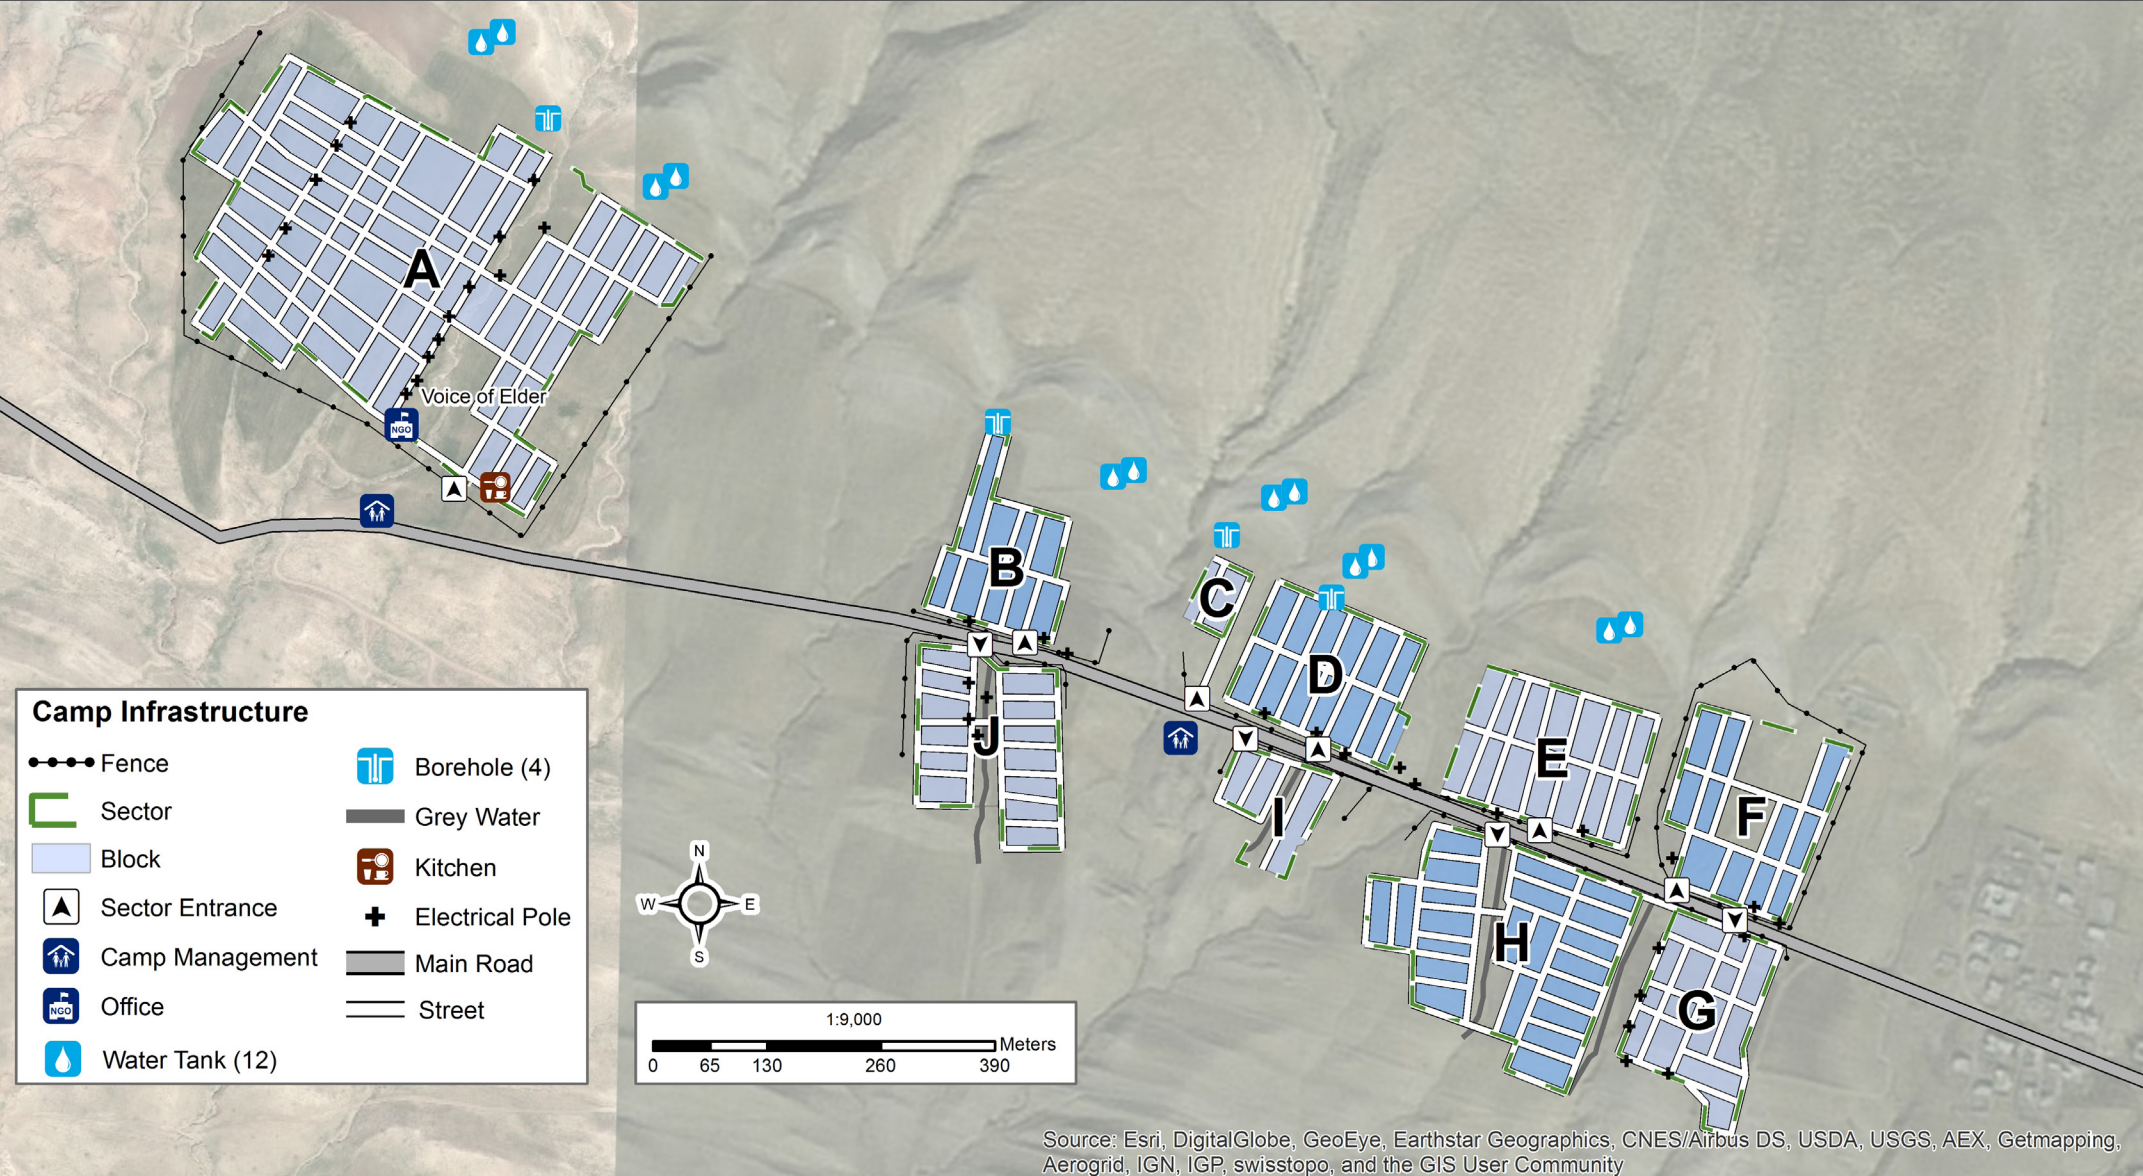 A
Voice of Elder
NGO
B
C
D
E
F
J
I
H
G
Camp Infrastructure
Fence
Sector
Block
Sector Entrance
Camp Management
NGO
Office
Water Tank (12)
Borehole (4)
Grey Water
Kitchen
Electrical Pole
Main Road
Street
N
W E
S
1:9,000
Meters
0 65 130 260 390
Source: Esri, DigitalGlobe, GeoEye, Earthstar Geographics, CNES/Airbus DS, USDA, USGS, AEX, Getmapping,
Aerogrid, IGN, IGP, swisstopo, and the GIS User Community